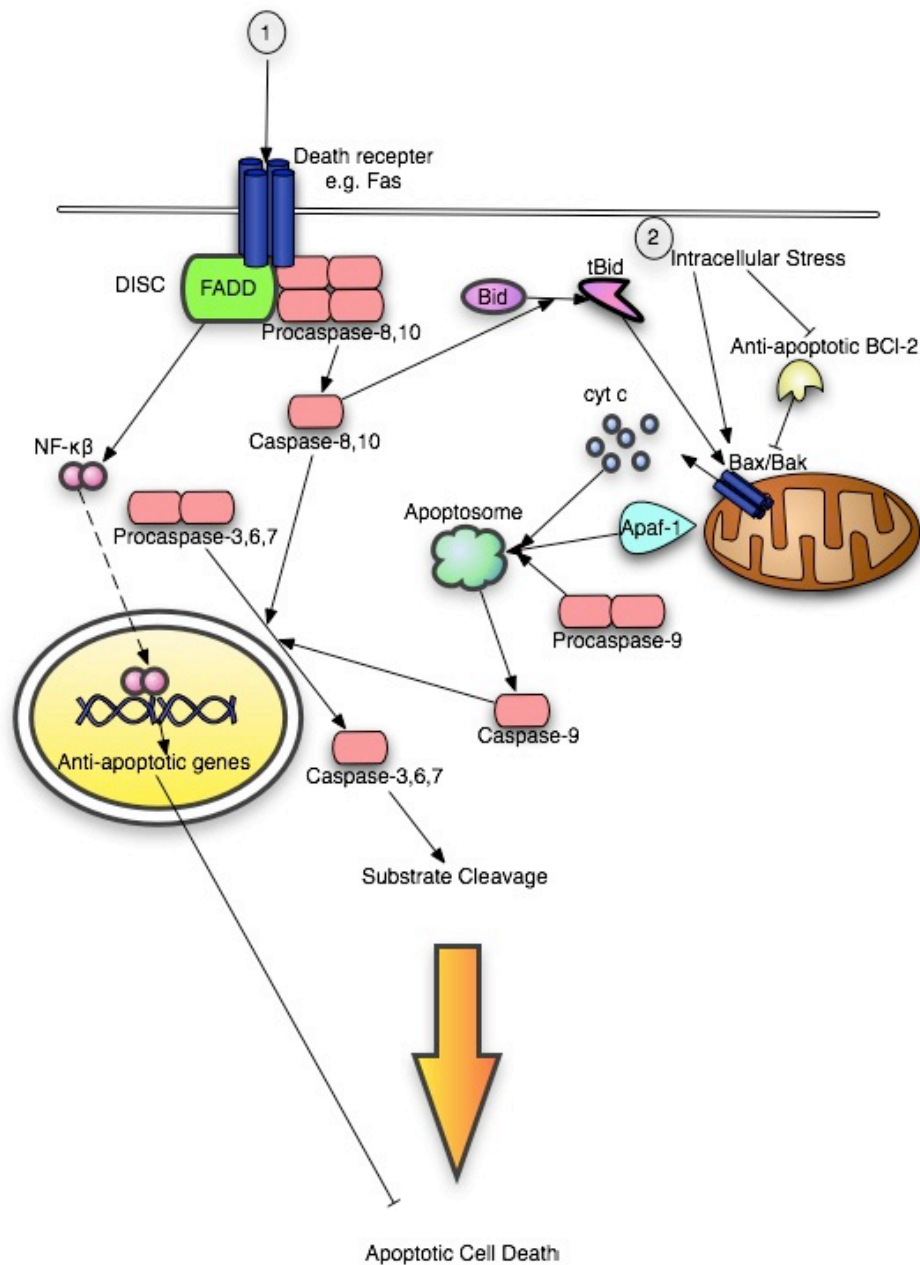 1
Death recepter
e.g. Fas
2
Intracellular Stress
DISC
FADD
Procaspase-8,10
Bid
tBid
Anti-apoptotic BCl-2
Caspase-8,10
cyt c
NF-κβ
Bax/Bak
Procaspase-3,6,7
Apoptosome
Apaf-1
Procaspase-9
Caspase-9
Anti-apoptotic genes
Caspase-3,6,7
Substrate Cleavage
Apoptotic Cell Death